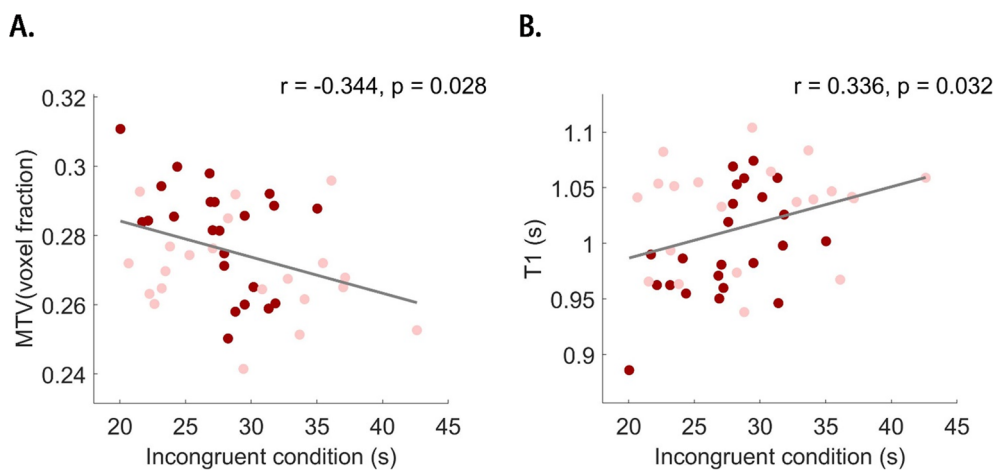 A.
r = -0.344, p = 0.028
MTV(voxel fraction)
0.32
0.3
0.28
0.26
0.24
20 25 30 35 40 45
Incongruent condition (s)
B.
r = 0.336, p = 0.032
T1 (s)
1.1
1.05
1
0.95
0.9
20 25 30 35 40 45
Incongruent condition (s)